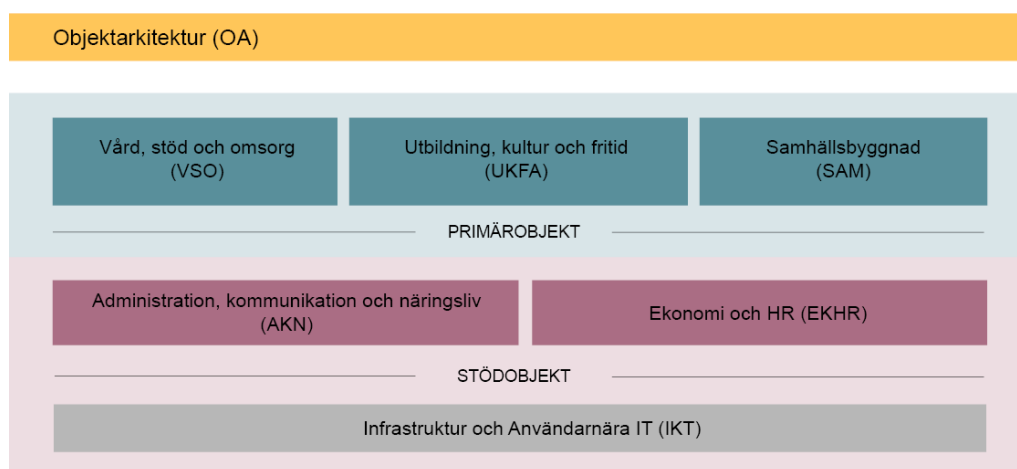 Objektarkitektur (OA)
Vård, stöd och omsorg
(VSO)
Utbildning, kultur och fritid
(UKFA)
Samhällsbyggnad
(SAM)
PRIMÄROBJEKT
Administration, kommunikation och näringsliv
(AKN)
Ekonomi och HR (EKHR)
STÖDOBJEKT
Infrastruktur och Användarnära IT (IKT)